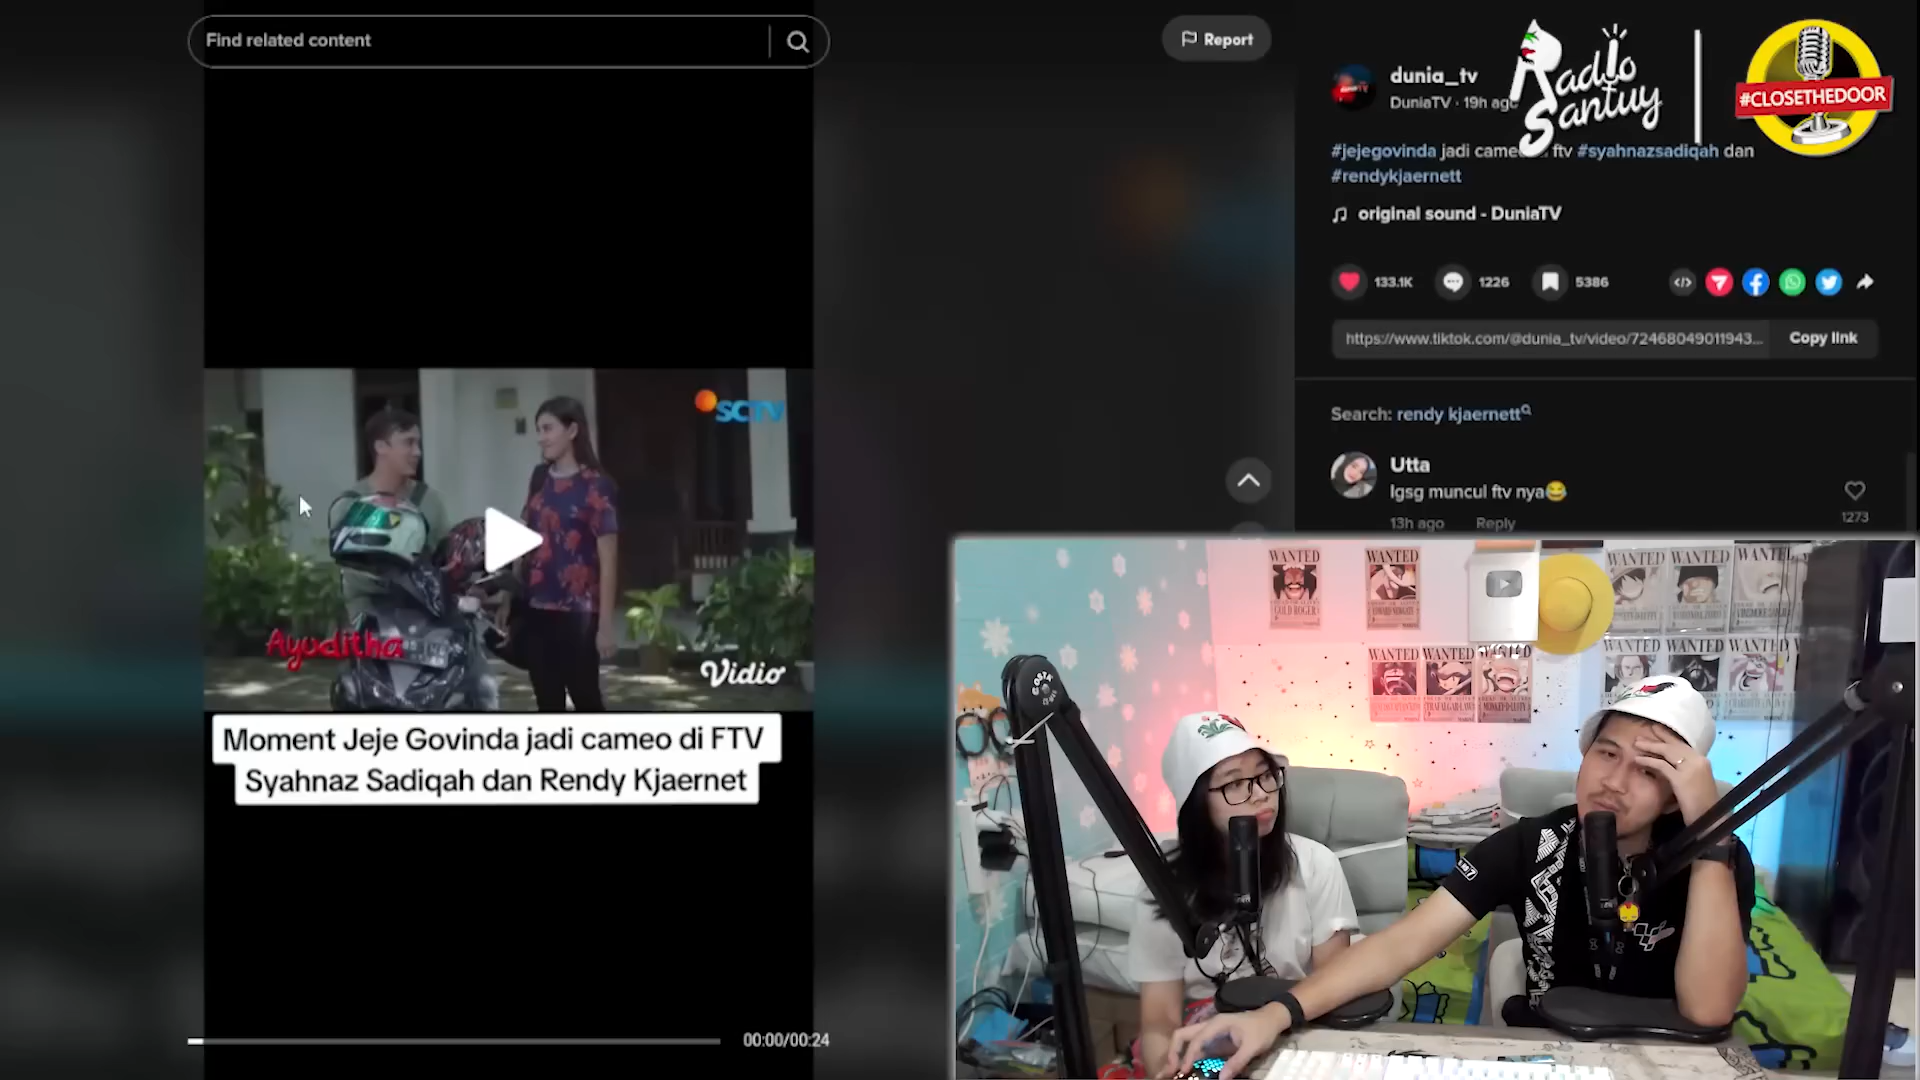 Find related content
Report
dunia_tv
DuniaTV · 19h ago
Radio
Santuy
#CLOSETHEDOOR
#jejegovinda jadi ftv #syahnazsadiqah dan
#rendykjaernett
original sound - DuniaTV
133.1K
1226
5386
https://www.tiktok.com/@dunia_tv/video/72468049011943...
Copy link
Search: rendy kjaernett
Utta
lgsg muncul ftv nya😂
13h ago
Reply
1273
SCTV
Ayuditha
Vidio
Moment Jeje Govinda jadi cameo di FTV
Syahnaz Sadiqah dan Rendy Kjaernet
00:00/00:24
WANTED
GOLD ROGER
WANTED
WANTED
WANTED
WANTED
WANTED
WANTED
WANTED
WANTED
WANTED
WANTED